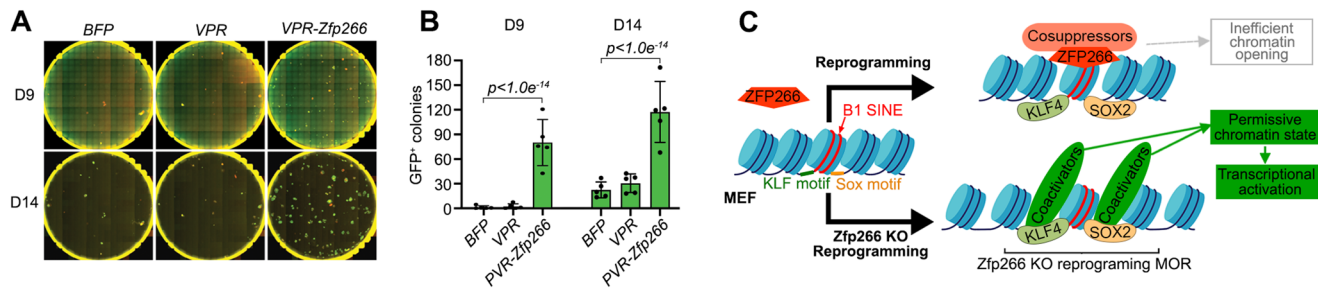 A
BFP
VPR
VPR-Zfp266
D9
D14
B
D9
D14
p<1.0e-14
p<1.0e-14
GFP+ colonies
180
150
120
90
60
30
0
BFP
VPR
PVR-Zfp266
BFP
VPR
PVR-Zfp266
C
Cosuppressors
ZFP266
Inefficient
chromatin
opening
Reprogramming
ZFP266
KLF4
SOX2
B1 SINE
Permissive
chromatin state
Coactivators
Coactivators
KLF motif
Sox motif
MEF
Transcriptional
activation
Zfp266 KO
Reprogramming
KLF4
SOX2
Zfp266 KO reprograming MOR